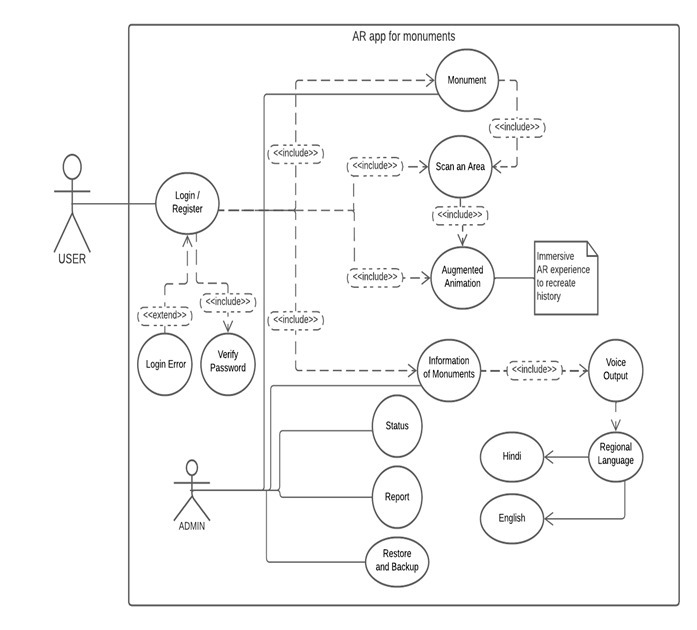 AR app for monuments
Monument
<<include>>
<<include>>
<<include>>
Scan an Area
Login /
Register
<<include>>
USER
Augmented
Animation
Immersive
AR experience
to recreate
history
<<include>>
<<include>>
<<extend>>
<<include>>
Login Error
Verify
Password
Information
of Monuments
<<include>>
Voice
Output
Status
Regional
Language
Hindi
Report
English
ADMIN
Restore
and Backup